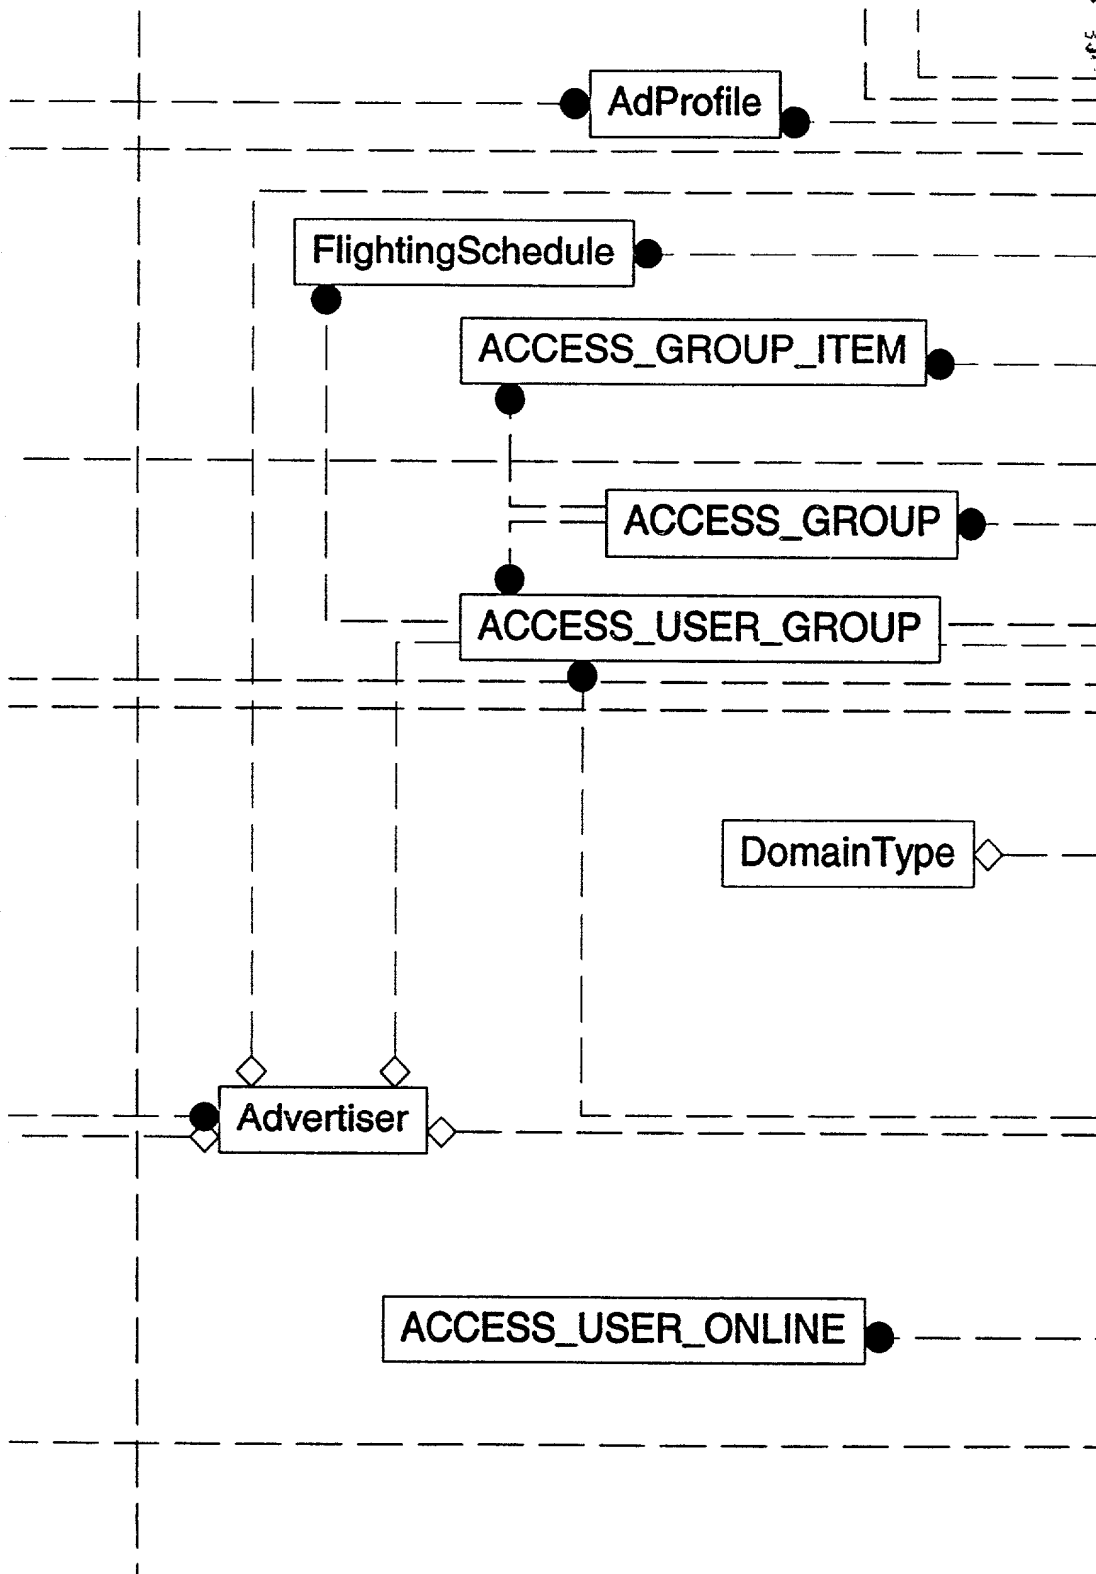 AdProfile
FlightingSchedule
ACCESS_GROUP_ITEM
ACCESS_GROUP
ACCESS_USER_GROUP
DomainType
Advertiser
ACCESS_USER_ONLINE